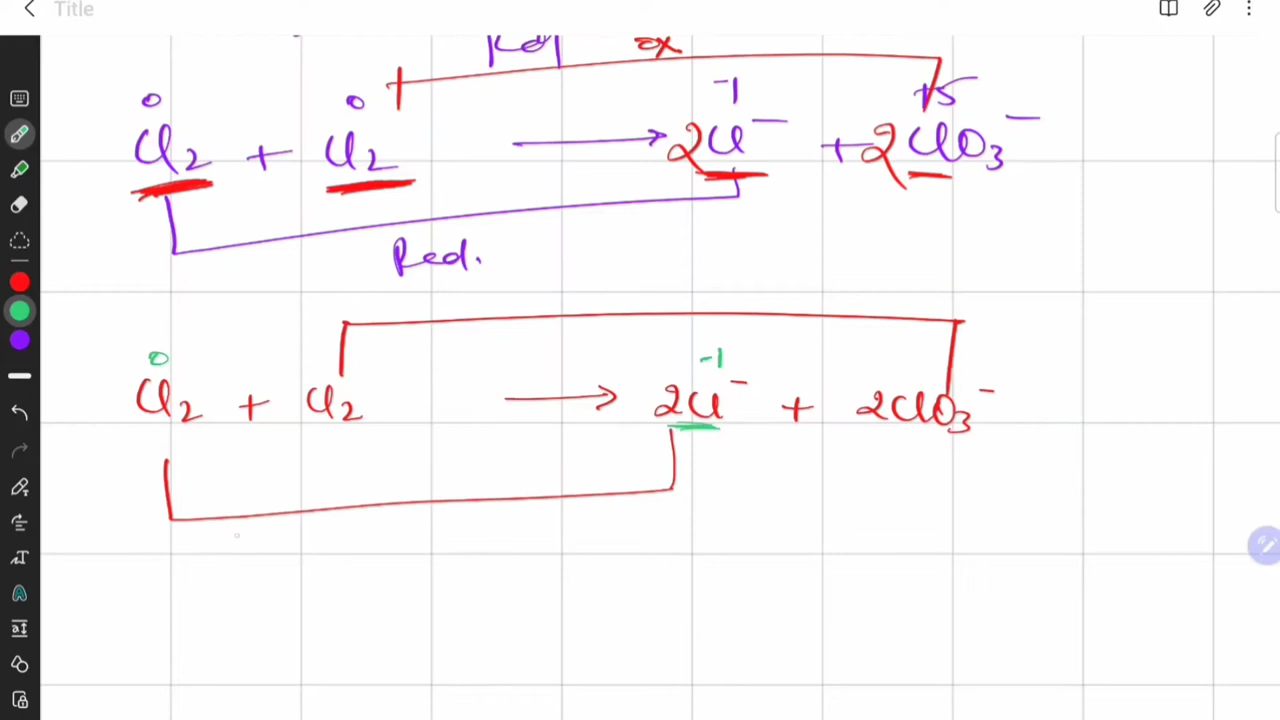 Title
Red ox
0 0 -1 +5
Cl2 + Cl2 → 2Cl⁻ + 2ClO3⁻
Red.
0 -1
Cl2 + Cl2 → 2Cl⁻ + 2ClO3⁻